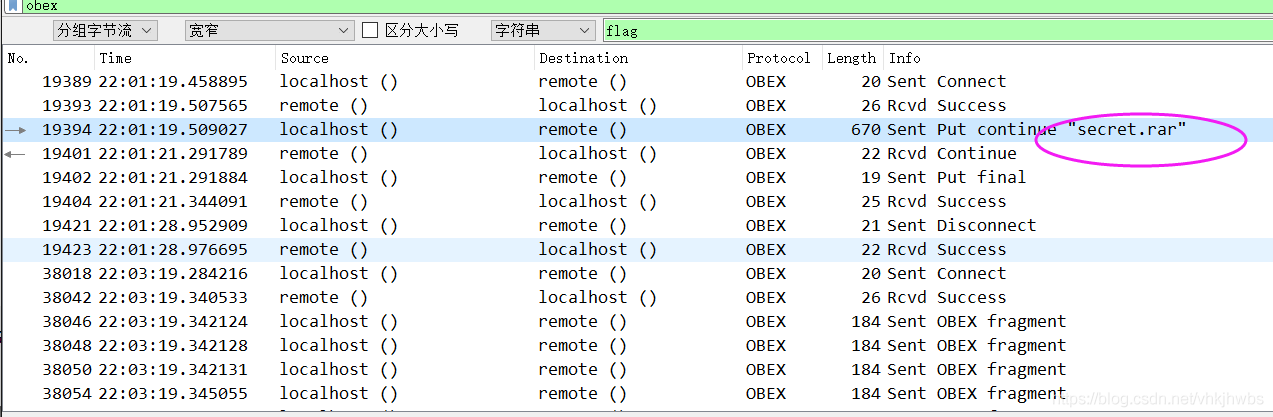 obex
分组字节流 宽窄 区分大小写 字符串 flag
No. Time Source Destination Protocol Length Info
19389 22:01:19.458895 localhost () remote () OBEX 20 Sent Connect
19393 22:01:19.507565 remote () localhost () OBEX 26 Rcvd Success
19394 22:01:19.509027 localhost () remote () OBEX 670 Sent Put continue "secret.rar"
19401 22:01:21.291789 remote () localhost () OBEX 22 Rcvd Continue
19402 22:01:21.291884 localhost () remote () OBEX 19 Sent Put final
19404 22:01:21.344091 remote () localhost () OBEX 25 Rcvd Success
19421 22:01:28.952909 localhost () remote () OBEX 21 Sent Disconnect
19423 22:01:28.976695 remote () localhost () OBEX 22 Rcvd Success
38018 22:03:19.284216 localhost () remote () OBEX 20 Sent Connect
38042 22:03:19.340533 remote () localhost () OBEX 26 Rcvd Success
38046 22:03:19.342124 localhost () remote () OBEX 184 Sent OBEX fragment
38048 22:03:19.342128 localhost () remote () OBEX 184 Sent OBEX fragment
38050 22:03:19.342131 localhost () remote () OBEX 184 Sent OBEX fragment
38054 22:03:19.345055 localhost () remote () OBEX 184 Sent OBEX fragment
https://blog.csdn.net/vhkjhwbs